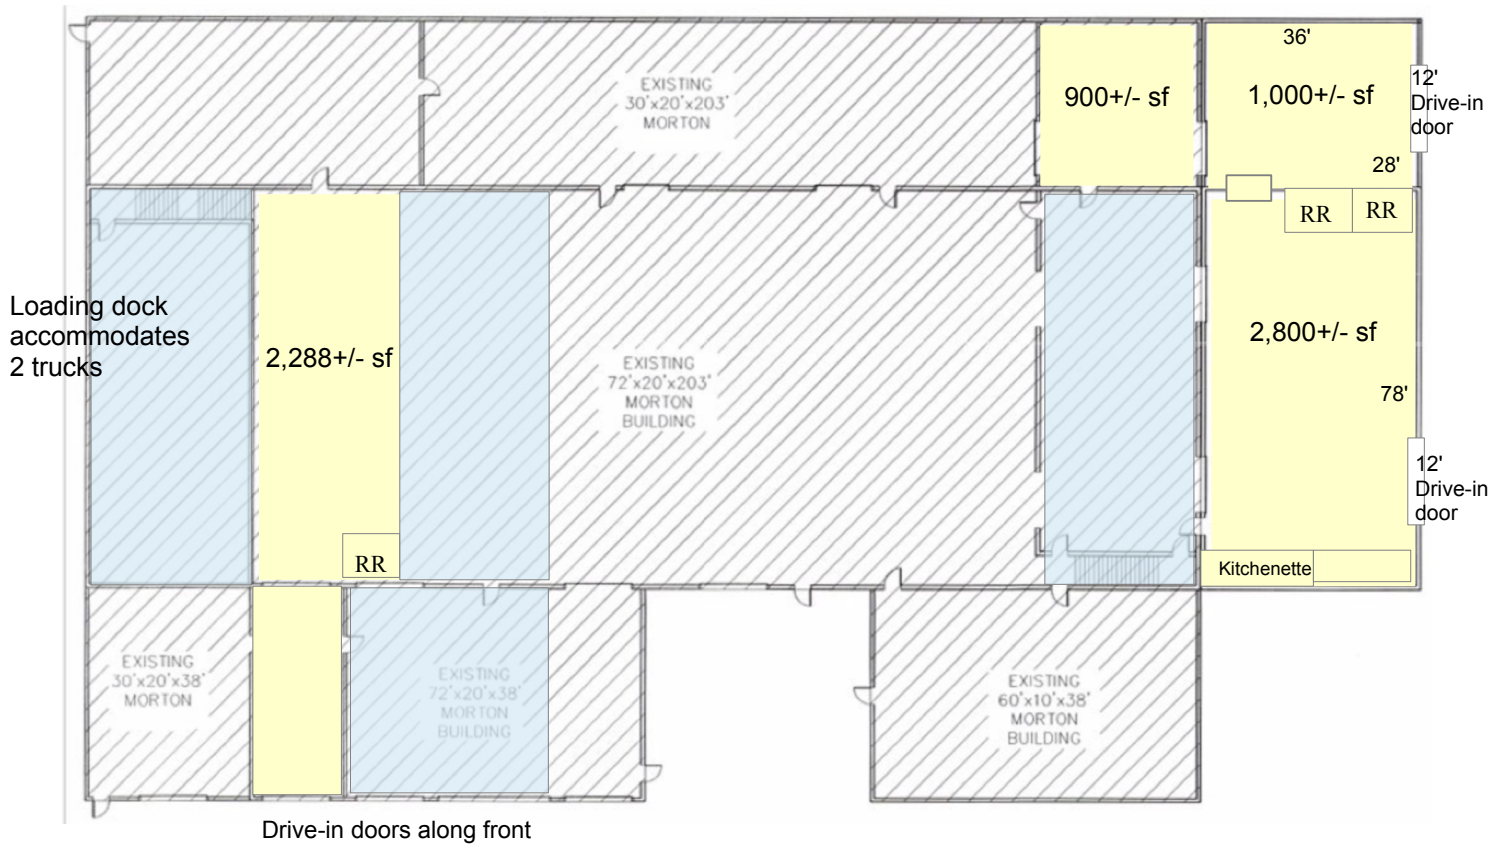 36'
EXISTING
30'x20'x203'
MORTON
900+/- sf
1,000+/- sf
12'
Drive-in
door
28'
RR
RR
Loading dock
accommodates
2 trucks
2,288+/- sf
EXISTING
72'x20'x203'
MORTON
BUILDING
2,800+/- sf
78'
12'
Drive-in
door
RR
Kitchenette
EXISTING
30'x20'x38'
MORTON
EXISTING
72'x20'x38'
MORTON
BUILDING
EXISTING
60'x10'x38'
MORTON
BUILDING
Drive-in doors along front